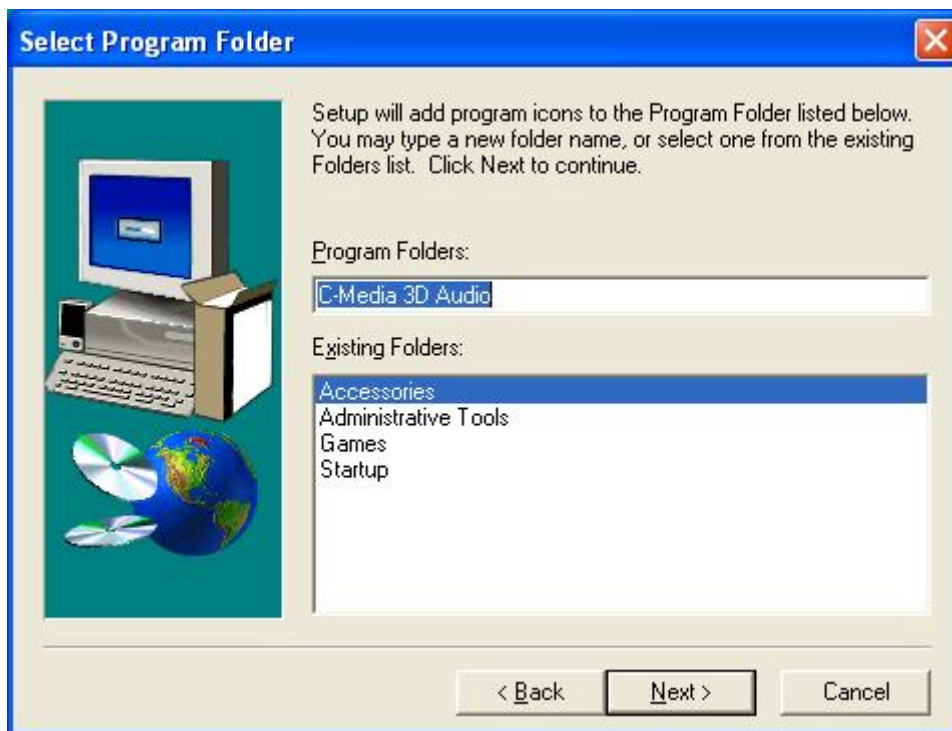 Select Program Folder
Setup will add program icons to the Program Folder listed below.
You may type a new folder name, or select one from the existing
Folders list.  Click Next to continue.
Program Folders:
C-Media 3D Audio
Existing Folders:
Accessories
Administrative Tools
Games
Startup
< Back
Next >
Cancel